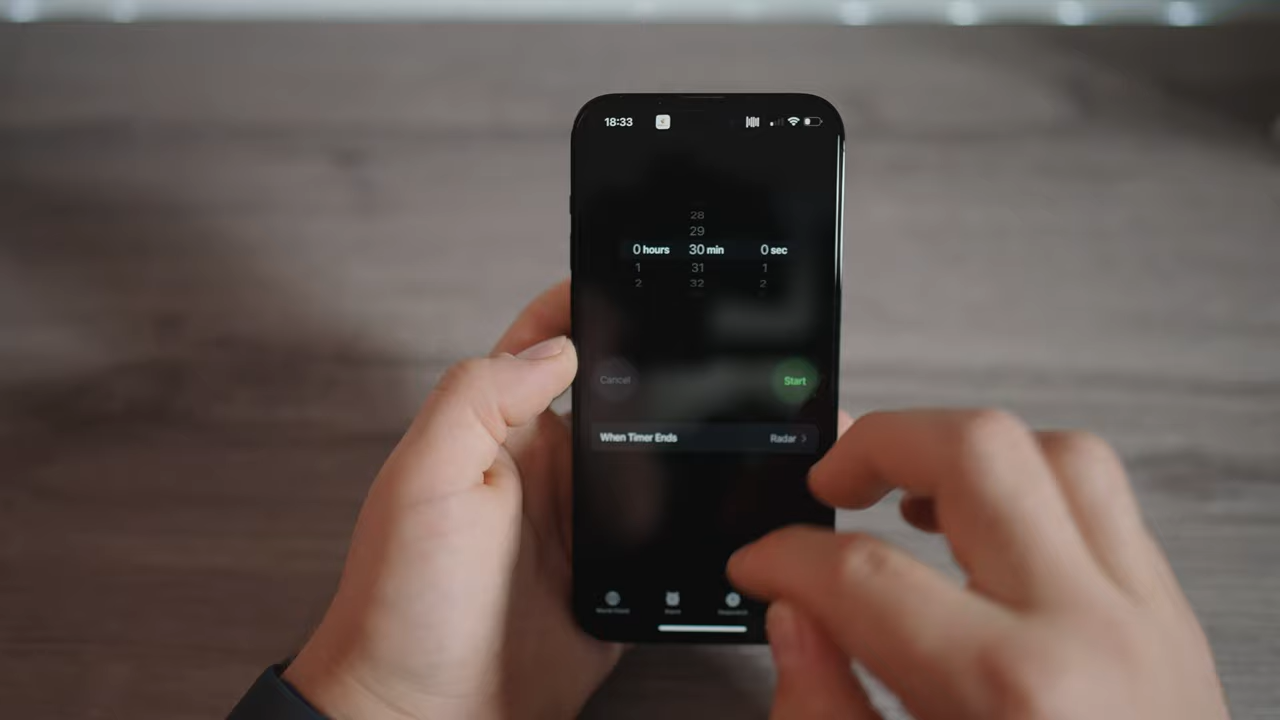 18:33
28
29
0 hours 30 min 0 sec
1 31 1
2 32 2
Cancel Start
When Timer Ends Radar